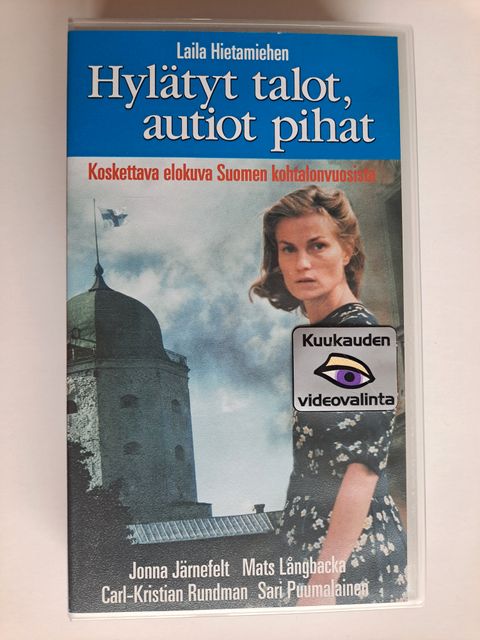 Laila Hietamiehen
Hylätyt talot,
autiot pihat
Koskettava elokuva Suomen kohtalonvuosista
Kuukauden
videovalinta
Jonna Järnefelt Mats Långbacka
Carl-Kristian Rundman Sari Puumalainen